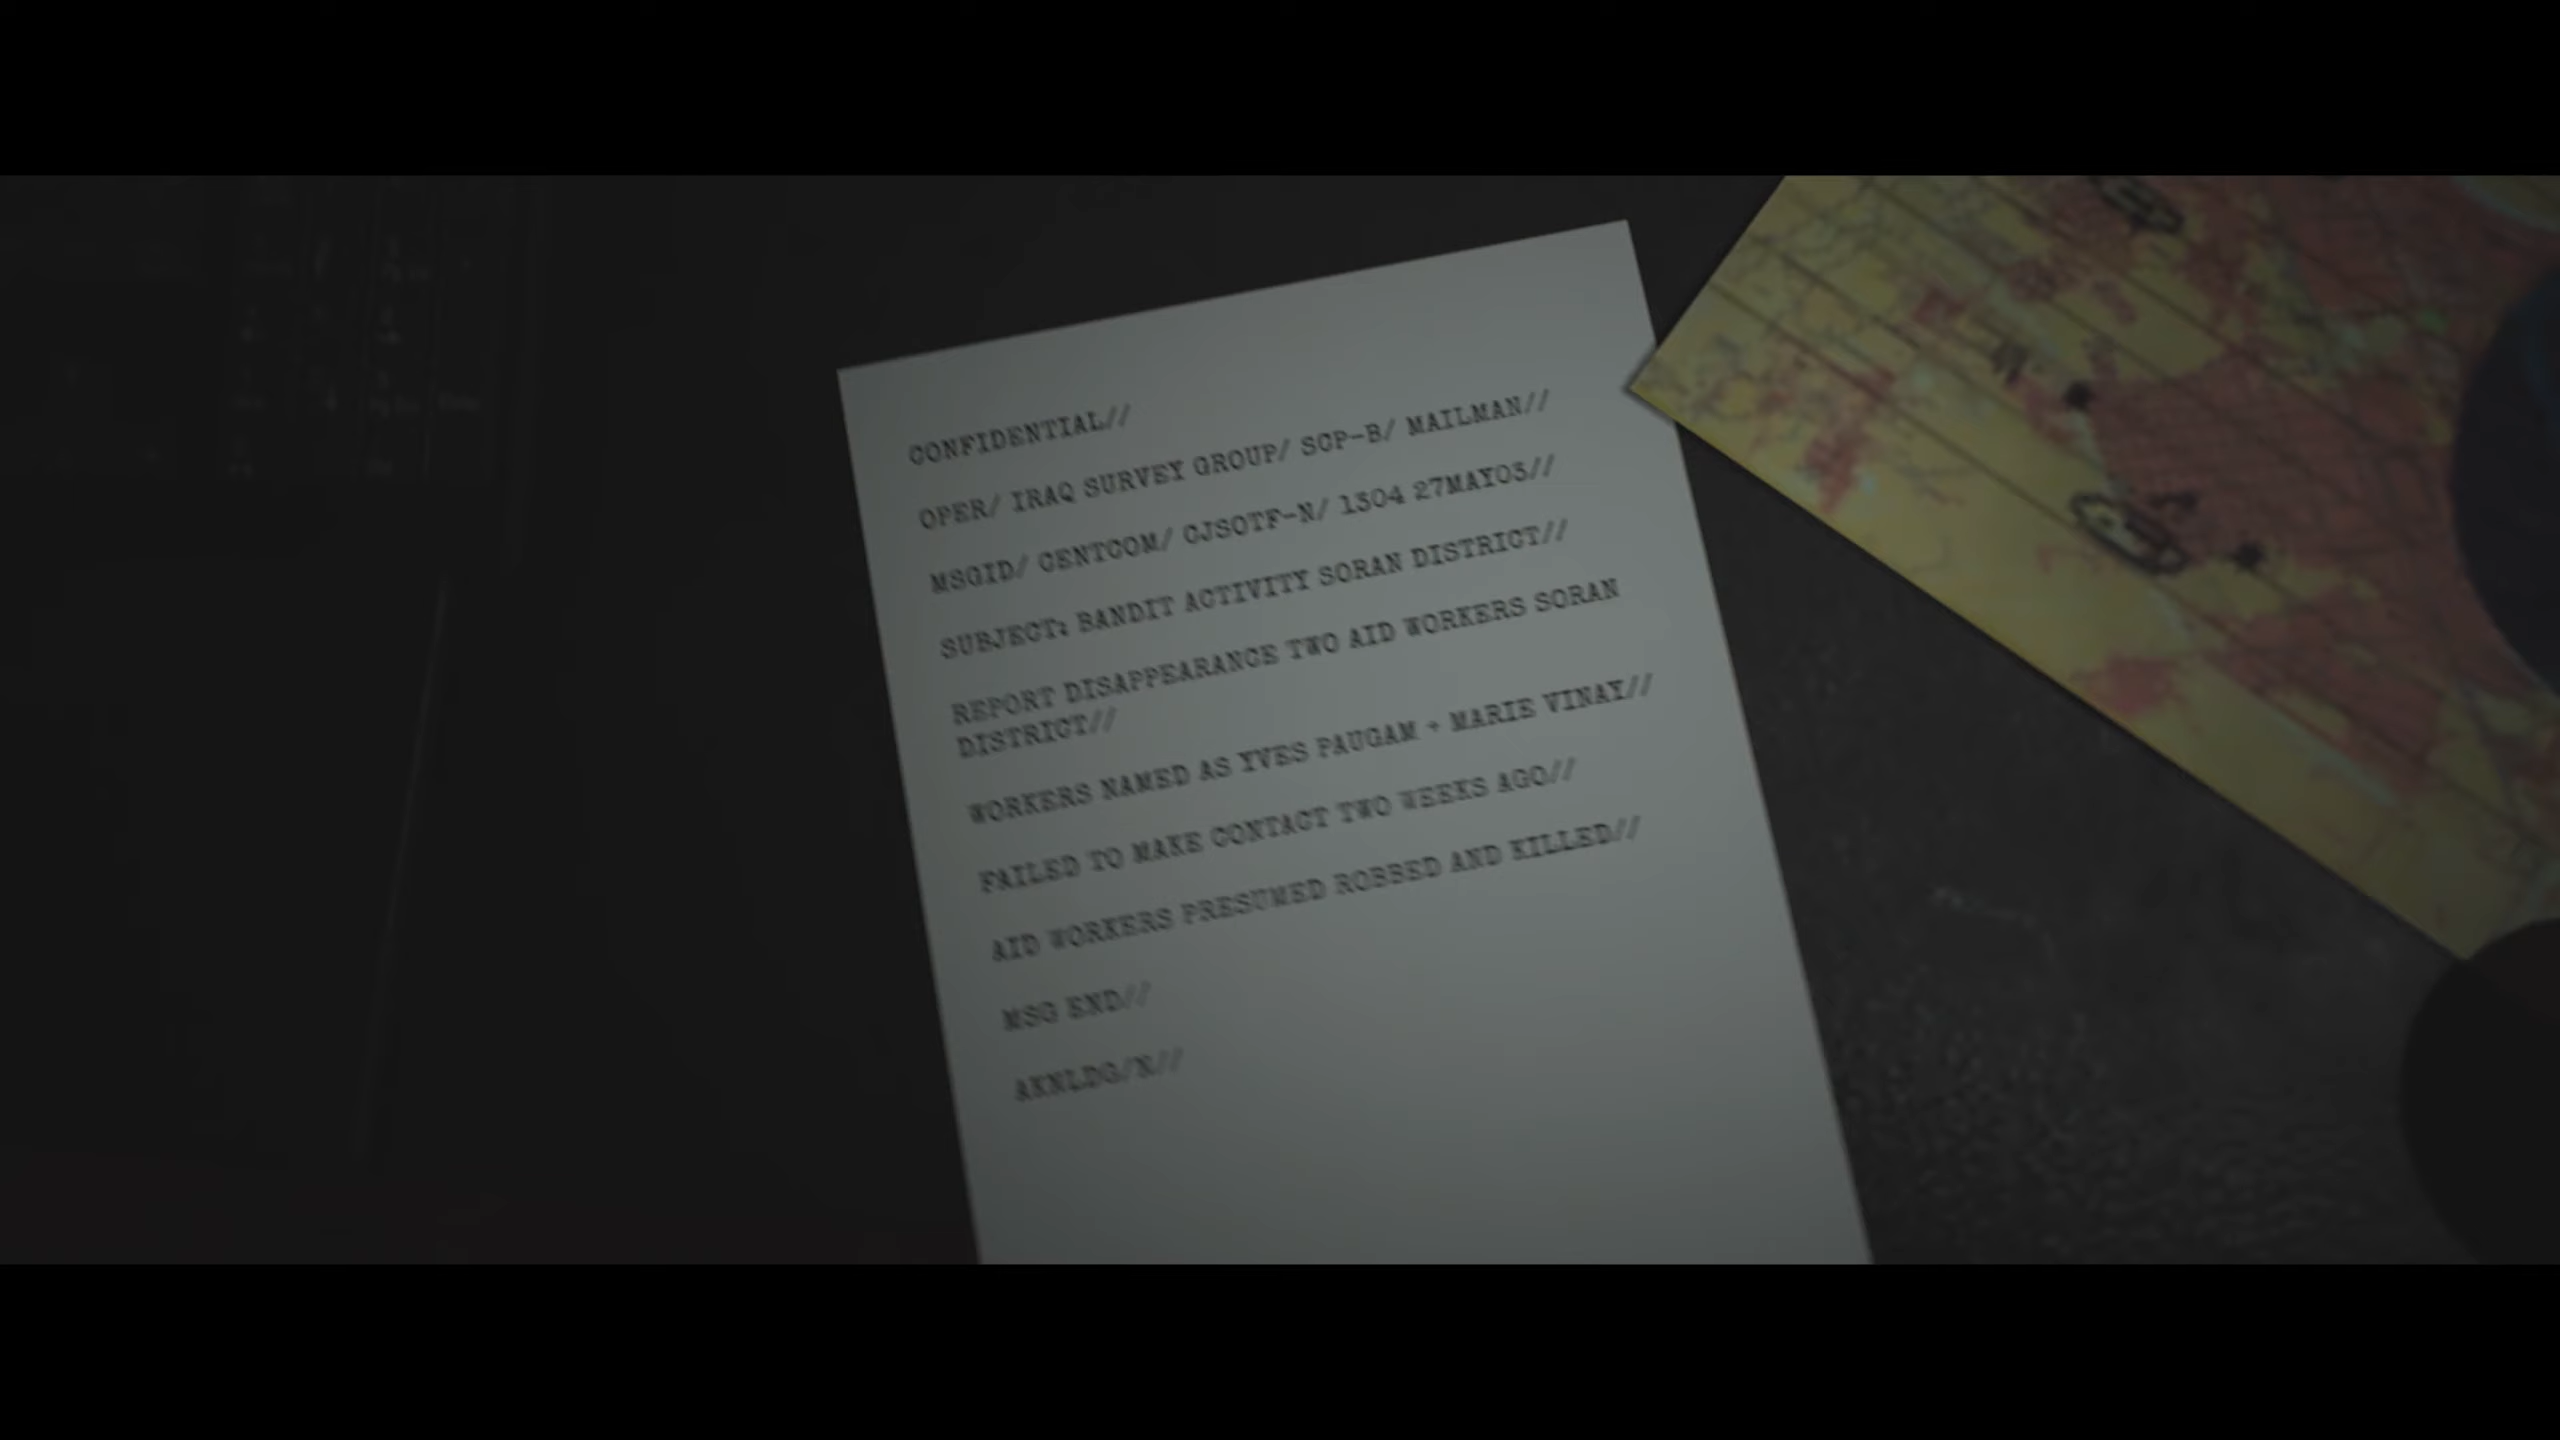 CONFIDENTIAL//
OPER/ IRAQ SURVEY GROUP/ SCP-B/ MAILMAN//
MSGID/ CENTCOM/ CJSOTF-N/ 1304 27MAY03//
SUBJECT: BANDIT ACTIVITY SORAN DISTRICT//
REPORT DISAPPEARANCE TWO AID WORKERS SORAN
DISTRICT//
WORKERS NAMED AS YVES PAUGAM + MARIE VINAY//
FAILED TO MAKE CONTACT TWO WEEKS AGO//
AID WORKERS PRESUMED ROBBED AND KILLED//
MSG END//
AKNLDG/N//